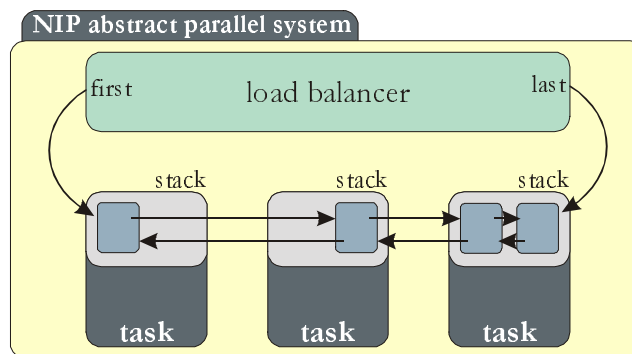 NIP abstract parallel system
first
load balancer
last
stack
stack
stack
task
task
task